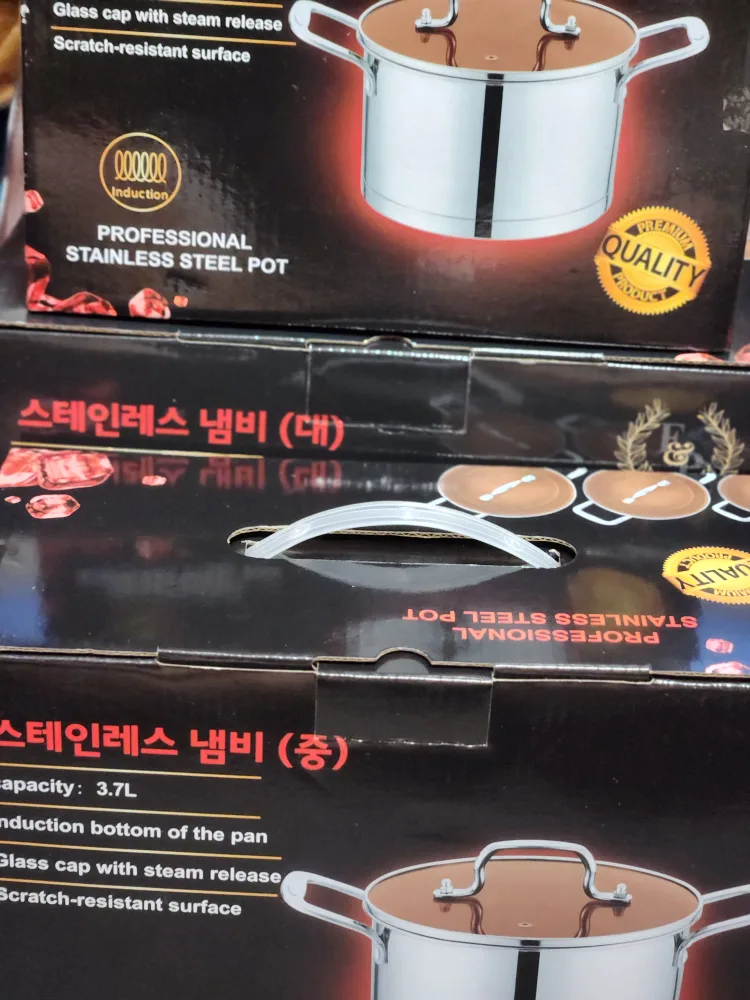 Glass cap with steam release
Scratch-resistant surface
Induction
PROFESSIONAL
STAINLESS STEEL POT
PREMIUM
QUALITY
PRODUCT
스테인레스 냄비 (대)
&
PROFESSIONAL
STAINLESS STEEL POT
스테인레스 냄비 (중)
apacity: 3.7L
nduction bottom of the pan
Glass cap with steam release
Scratch-resistant surface